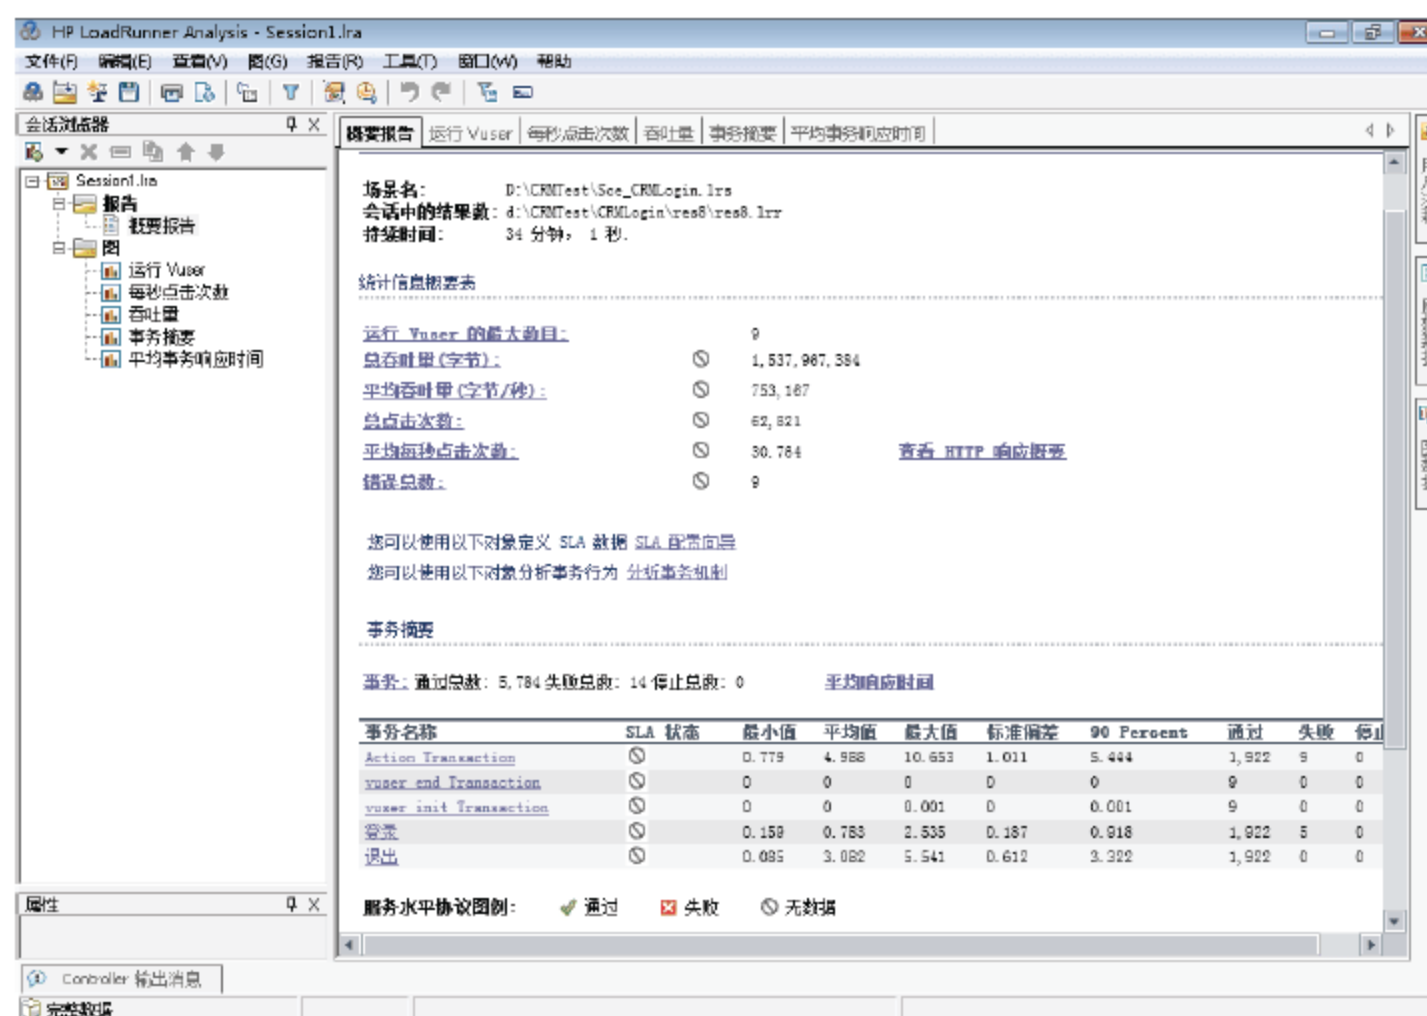 HP LoadRunner Analysis - Session1.lra
文件(F) 编辑(E) 查看(V) 图(G) 报告(R) 工具(T) 窗口(W) 帮助
会话浏览器
Session1.lra
报告
概要报告
图
运行 Vuser
每秒点击次数
吞吐量
事务摘要
平均事务响应时间
属性
概要报告 运行 Vuser 每秒点击次数 吞吐量 事务摘要 平均事务响应时间
场景名: D:\CRMTest\Sce_CRMLogin.lrs
会话中的结果数: d:\CRMTest\CRMLogin\res8\res8.lrr
持续时间: 34 分钟, 1 秒.
统计信息概要表
运行 Vuser 的最大数目: 9
总吞吐量(字节): 1,537,967,384
平均吞吐量(字节/秒): 753,167
总点击次数: 62,821
平均每秒点击次数: 30.784 查看 HTTP 响应概要
错误总数: 9
您可以使用以下对象定义 SLA 数据 SLA 配置向导
您可以使用以下对象分析事务行为 分析事务机制
事务摘要
事务: 通过总数: 5,784 失败总数: 14 停止总数: 0 平均响应时间
事务名称 SLA 状态 最小值 平均值 最大值 标准偏差 90 Percent 通过 失败 停止
Action Transaction 0.779 4.988 10.653 1.011 5.444 1,922 9 0
vuser end Transaction 0 0 0 0 0 9 0 0
vuser init Transaction 0 0 0.001 0 0.001 9 0 0
登录 0.159 0.783 2.535 0.187 0.918 1,922 5 0
退出 0.085 3.082 5.541 0.612 3.322 1,922 0 0
服务水平协议图例: 通过 失败 无数据
Controller 输出消息
完整数据